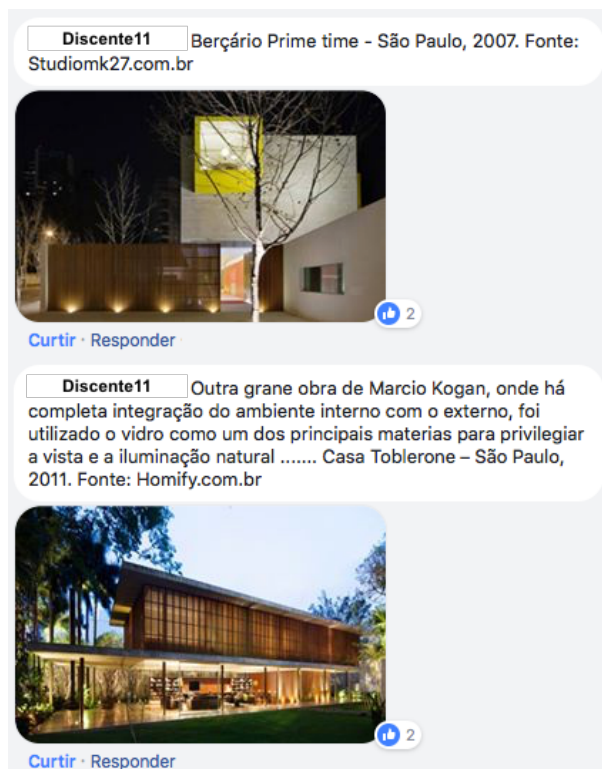 Discente11 Berçário Prime time - São Paulo, 2007. Fonte:
Studiomk27.com.br
2
Curtir · Responder
Discente11 Outra grane obra de Marcio Kogan, onde há
completa integração do ambiente interno com o externo, foi
utilizado o vidro como um dos principais materias para privilegiar
a vista e a iluminação natural ....... Casa Toblerone – São Paulo,
2011. Fonte: Homify.com.br
2
Curtir · Responder